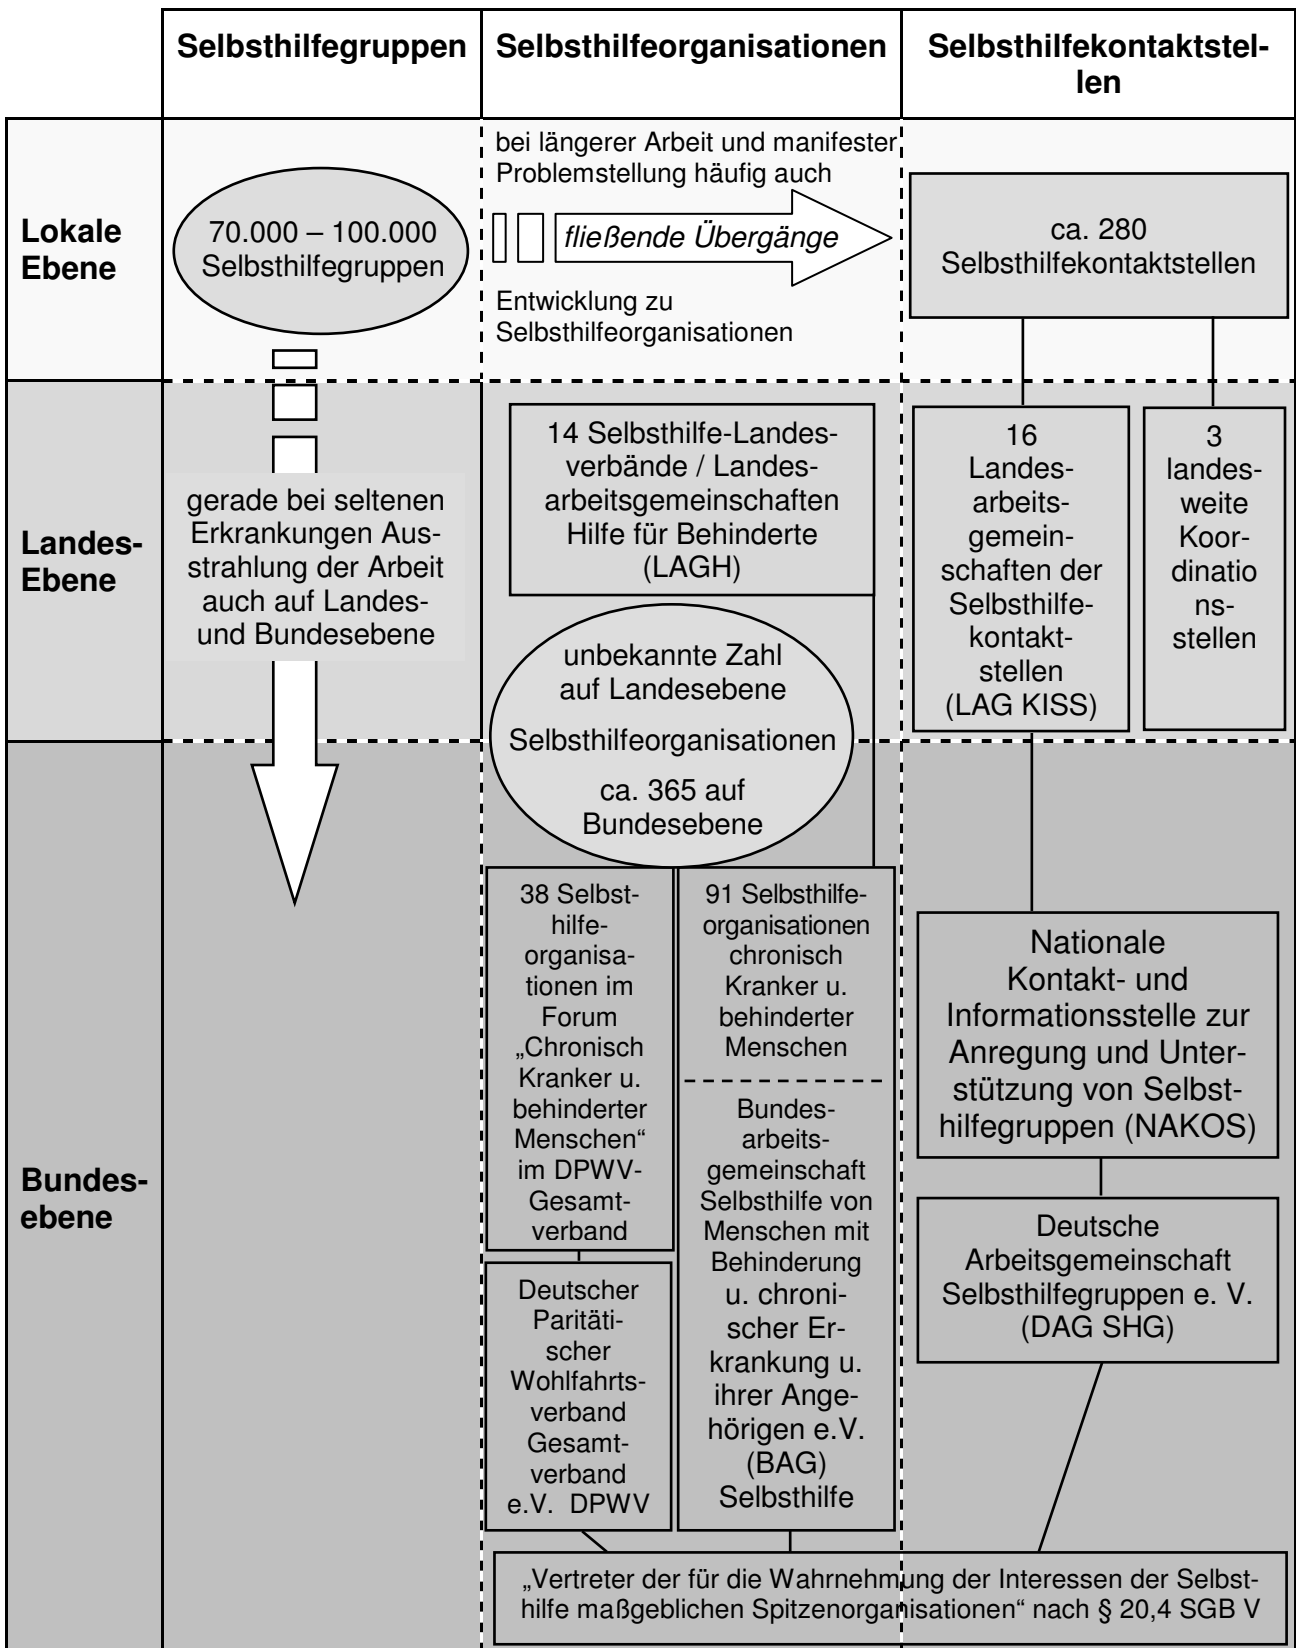 Selbsthilfegruppen
Selbsthilfeorganisationen
Selbsthilfekontaktstel-
len
Lokale
Ebene
70.000 – 100.000
Selbsthilfegruppen
bei längerer Arbeit und manifester
Problemstellung häufig auch
fließende Übergänge
Entwicklung zu
Selbsthilfeorganisationen
ca. 280
Selbsthilfekontaktstellen
Landes-
Ebene
gerade bei seltenen
Erkrankungen Aus-
strahlung der Arbeit
auch auf Landes-
und Bundesebene
14 Selbsthilfe-Landes-
verbände / Landes-
arbeitsgemeinschaften
Hilfe für Behinderte
(LAGH)
unbekannte Zahl
auf Landesebene
Selbsthilfeorganisationen
ca. 365 auf
Bundesebene
16
Landes-
arbeits-
gemein-
schaften der
Selbsthilfe-
kontakt-
stellen
(LAG KISS)
3
landes-
weite
Koor-
dinatio
ns-
stellen
Bundes-
ebene
38 Selbst-
hilfe-
organisa-
tionen im
Forum
„Chronisch
Kranker u.
behinderter
Menschen“
im DPWV-
Gesamt-
verband
Deutscher
Paritäti-
scher
Wohlfahrts-
verband
Gesamt-
verband
e.V. DPWV
91 Selbsthilfe-
organisationen
chronisch
Kranker u.
behinderter
Menschen
Bundes-
arbeits-
gemeinschaft
Selbsthilfe von
Menschen mit
Behinderung
u. chroni-
scher Er-
krankung u.
ihrer Ange-
hörigen e.V.
(BAG)
Selbsthilfe
Nationale
Kontakt- und
Informationsstelle zur
Anregung und Unter-
stützung von Selbst-
hilfegruppen (NAKOS)
Deutsche
Arbeitsgemeinschaft
Selbsthilfegruppen e. V.
(DAG SHG)
„Vertreter der für die Wahrnehmung der Interessen der Selbst-
hilfe maßgeblichen Spitzenorganisationen“ nach § 20,4 SGB V